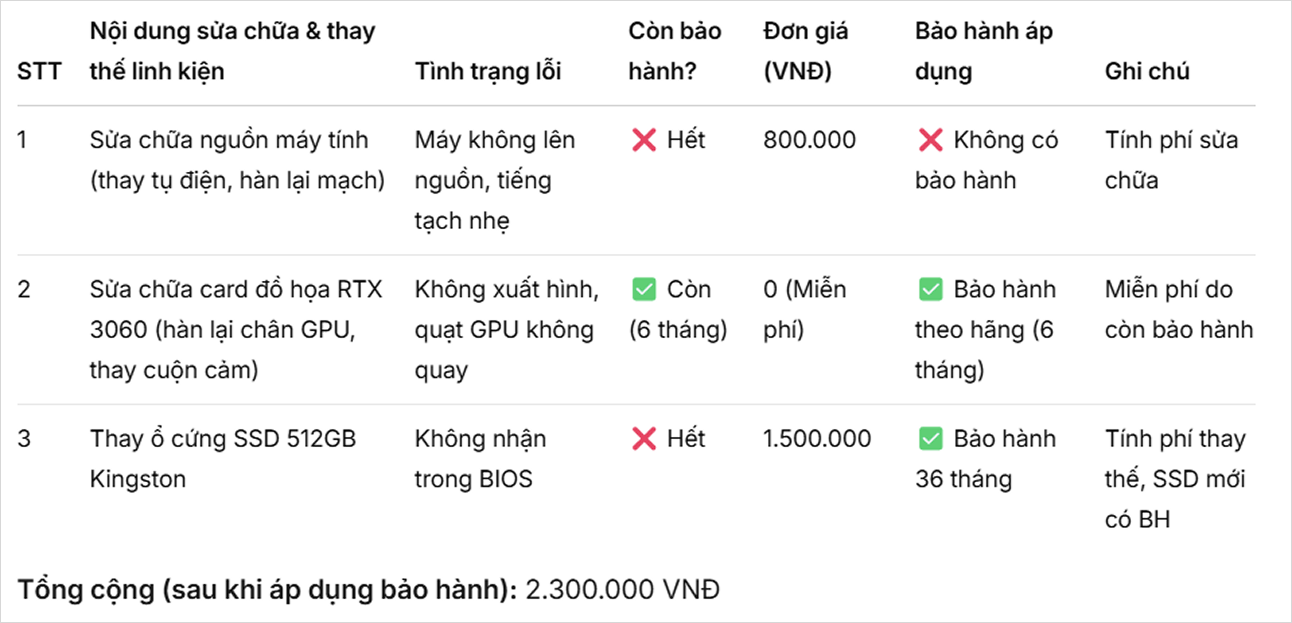 STT Nội dung sửa chữa & thay thế linh kiện Tình trạng lỗi Còn bảo hành? Đơn giá (VNĐ) Bảo hành áp dụng Ghi chú
1 Sửa chữa nguồn máy tính (thay tụ điện, hàn lại mạch) Máy không lên nguồn, tiếng tạch nhẹ ❌ Hết 800.000 ❌ Không có bảo hành Tính phí sửa chữa
2 Sửa chữa card đồ họa RTX 3060 (hàn lại chân GPU, thay cuộn cảm) Không xuất hình, quạt GPU không quay ✅ Còn (6 tháng) 0 (Miễn phí) ✅ Bảo hành theo hãng (6 tháng) Miễn phí do còn bảo hành
3 Thay ổ cứng SSD 512GB Kingston Không nhận trong BIOS ❌ Hết 1.500.000 ✅ Bảo hành 36 tháng Tính phí thay thế, SSD mới có BH
Tổng cộng (sau khi áp dụng bảo hành): 2.300.000 VNĐ